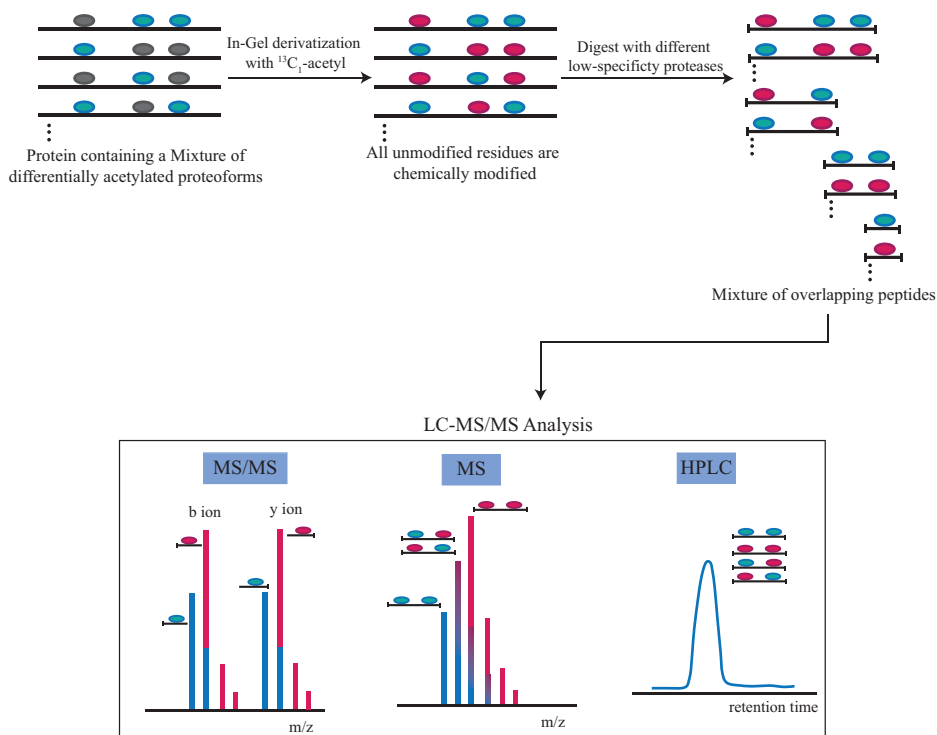 In-Gel derivatization
with ¹³C₁-acetyl
Digest with different
low-specificty proteases
Protein containing a Mixture of
differentially acetylated proteoforms
All unmodified residues are
chemically modified
Mixture of overlapping peptides
LC-MS/MS Analysis
MS/MS
MS
HPLC
b ion
y ion
m/z
m/z
retention time